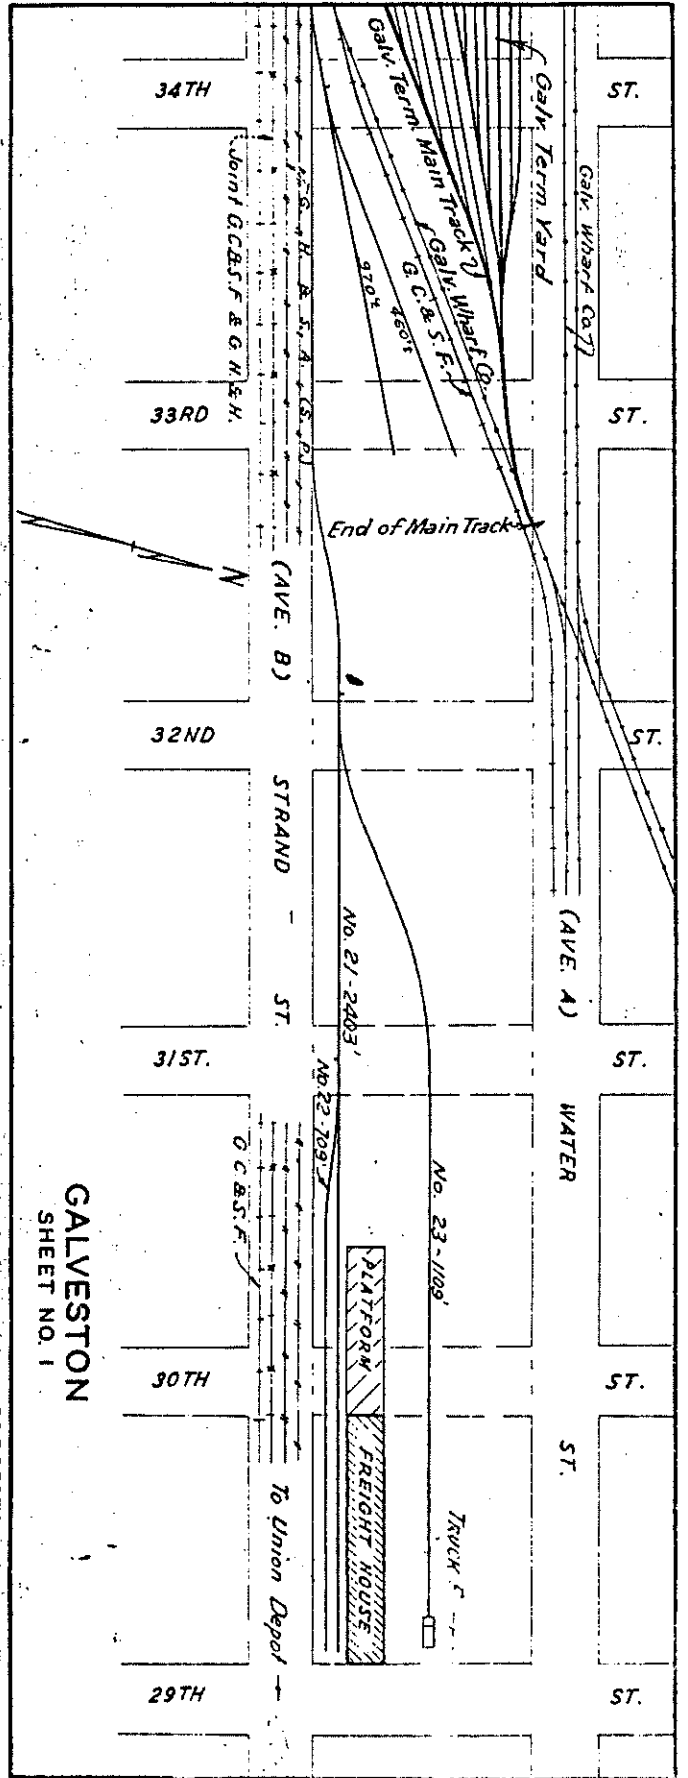 34TH
ST.
Galv. Wharf Co.
Galv. Term. Yard
Galv. Term. Main Track
Galv. Wharf Co.
G. C. & S. F.
460'±
970'±
G. H. & S. A. (S. P.)
Joint G.C.&S.F. & G. H. & H.
33RD
ST.
End of Main Track
N
(AVE. B)
32ND
ST.
STRAND - ST.
(AVE. A)
WATER ST.
No. 21-2403'
31ST.
ST.
No. 22-709'
No. 23-1109'
G C &S.F.
PLATFORM
30TH
ST.
FREIGHT HOUSE
To Union Depot
29TH
ST.
GALVESTON
SHEET NO. 1